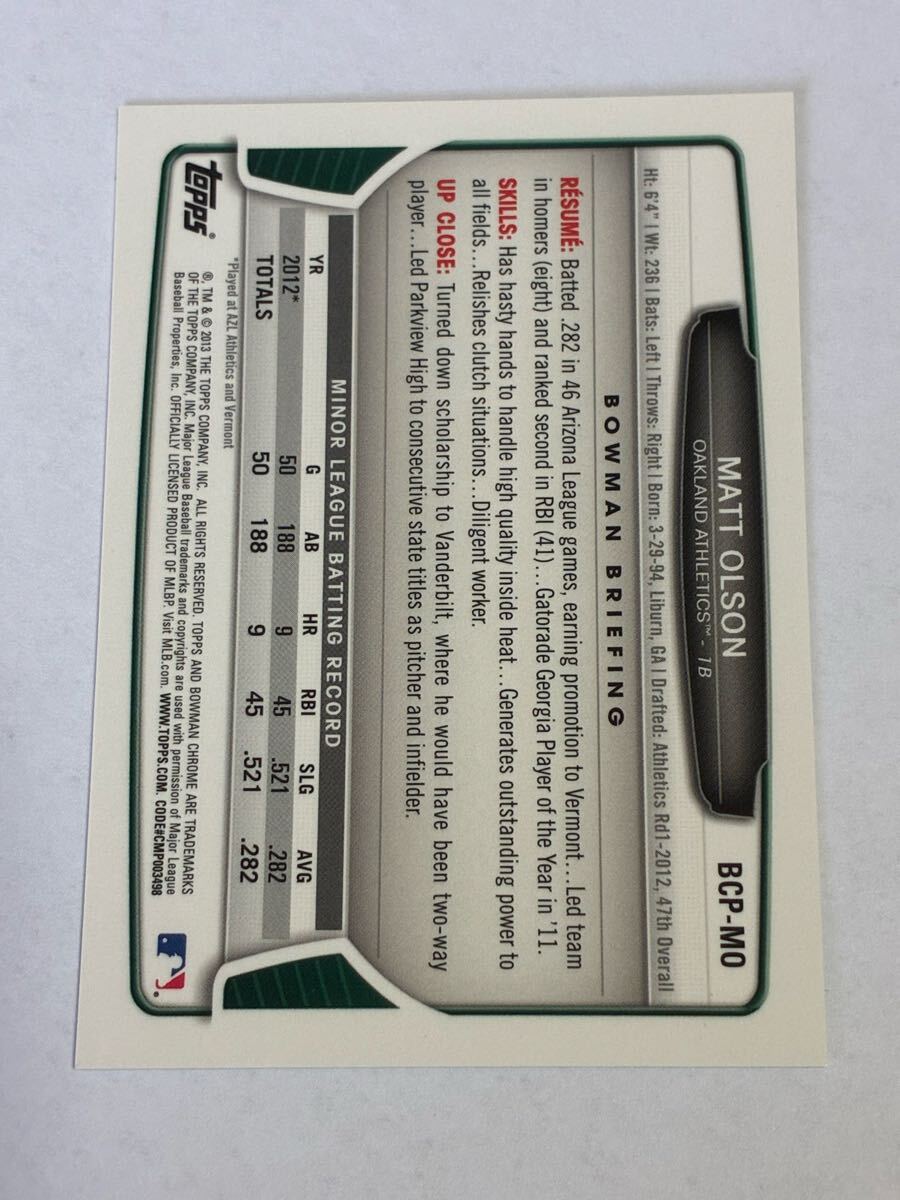 BCP-MO
MATT OLSON
OAKLAND ATHLETICS™ - 1B
Ht: 6'4" | Wt: 236 | Bats: Left | Throws: Right | Born: 3-29-94, Liburn, GA | Drafted: Athletics Rd1-2012, 47th Overall
BOWMAN BRIEFING
RÉSUMÉ: Batted .282 in 46 Arizona League games, earning promotion to Vermont...Led team
in homers (eight) and ranked second in RBI (41)...Gatorade Georgia Player of the Year in '11.
SKILLS: Has hasty hands to handle high quality inside heat...Generates outstanding power to
all fields...Relishes clutch situations...Diligent worker.
UP CLOSE: Turned down scholarship to Vanderbilt, where he would have been two-way
player...Led Parkview High to consecutive state titles as pitcher and infielder.
MINOR LEAGUE BATTING RECORD
YR G AB HR RBI SLG AVG
2012* 50 188 9 45 .521 .282
TOTALS 50 188 9 45 .521 .282
*Played at AZL Athletics and Vermont
topps®
®, TM & © 2013 THE TOPPS COMPANY, INC. ALL RIGHTS RESERVED. TOPPS AND BOWMAN CHROME ARE TRADEMARKS
OF THE TOPPS COMPANY, INC. Major League Baseball trademarks and copyrights are used with permission of Major League
Baseball Properties, Inc. OFFICIALLY LICENSED PRODUCT OF MLBP. Visit MLB.com. WWW.TOPPS.COM. CODE#CMP003498